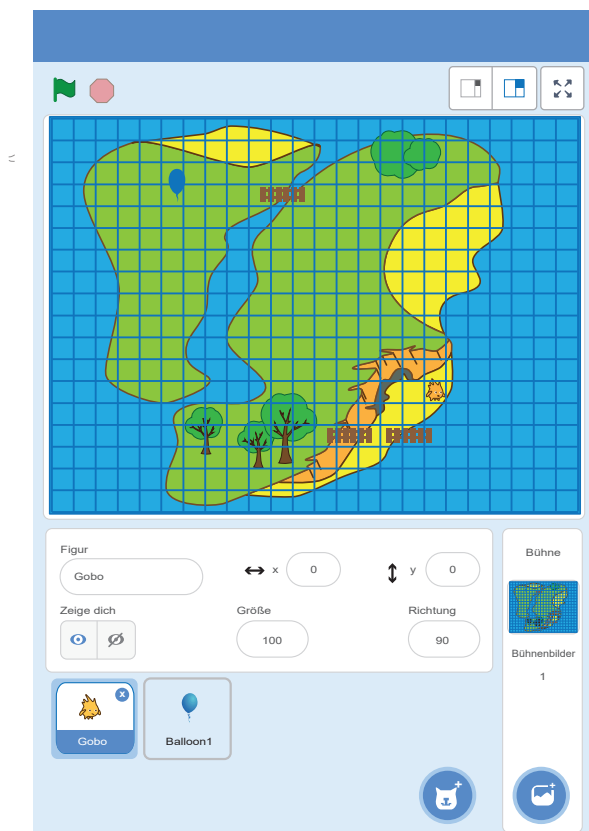 Figur
Gobo
x
0
y
0
Zeige dich
Größe
100
Richtung
90
Bühne
Bühnenbilder
1
x
Gobo
Balloon1